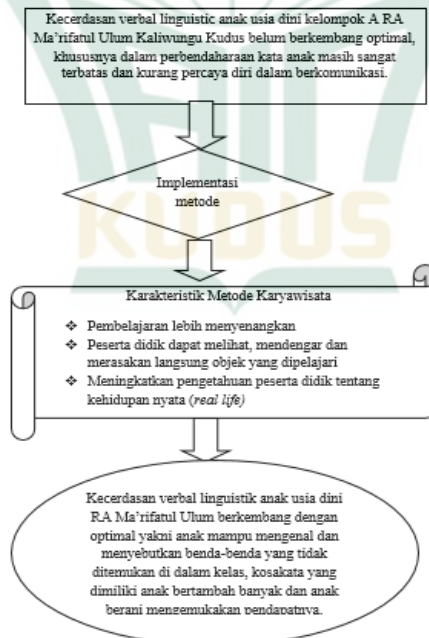 Kecerdasan verbal linguistic anak usia dini kelompok A RA
Ma'rifatul Ulum Kaliwungu Kudus belum berkembang optimal,
khususnya dalam perbendaharaan kata anak masih sangat
terbatas dan kurang percaya diri dalam berkomunikasi.
Implementasi
metode
KUDUS
Karakteristik Metode Karyawisata
❖ Pembelajaran lebih menyenangkan
❖ Peserta didik dapat melihat, mendengar dan
merasakan langsung objek yang dipelajari
❖ Meningkatkan pengetahuan peserta didik tentang
kehidupan nyata (real life)
Kecerdasan verbal linguistik anak usia dini
RA Ma'rifatul Ulum berkembang dengan
optimal yakni anak mampu mengenal dan
menyebutkan benda-benda yang tidak
ditemukan di dalam kelas, kosakata yang
dimiliki anak bertambah banyak dan anak
berani mengemukakan pendapatnya.